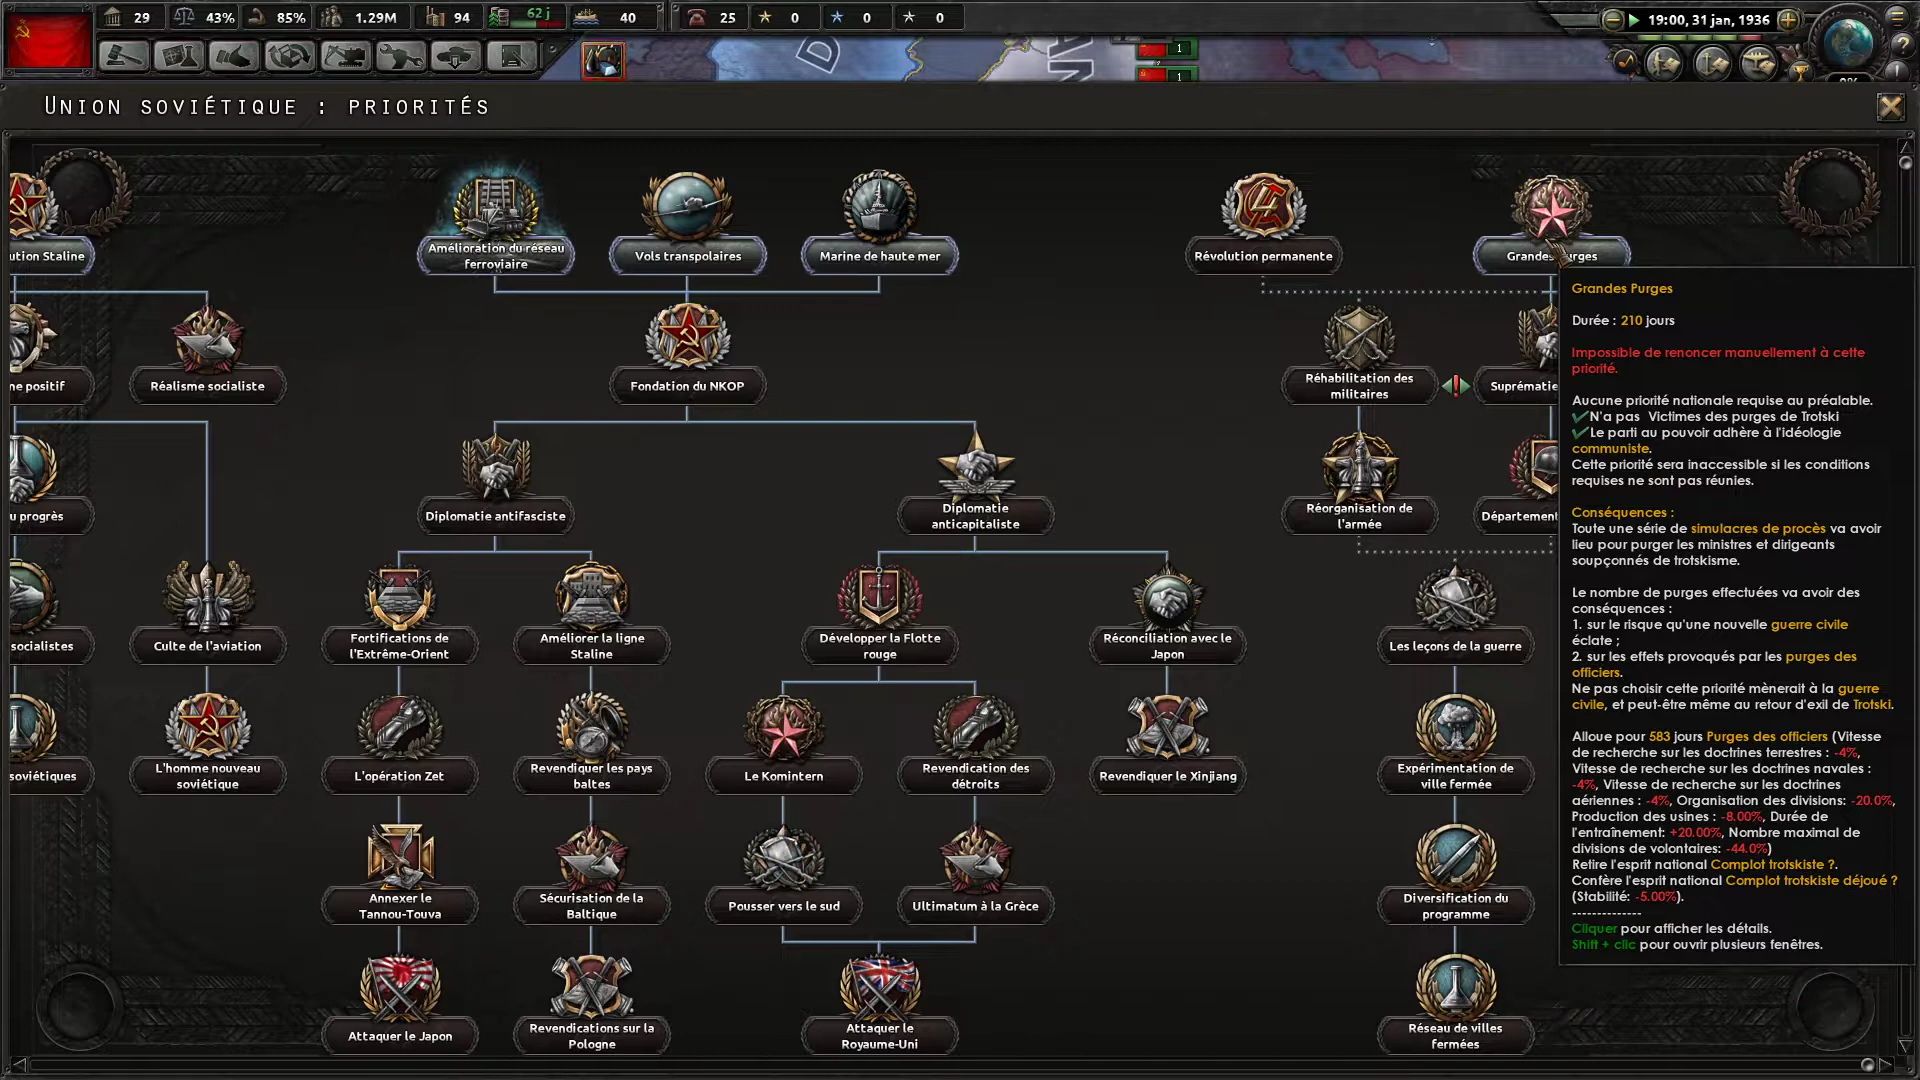 29
43%
85%
1.29M
94
62 j
40
25
0
0
0
19:00, 31 jan, 1936
D
AN
1
1
Union soviétique : priorités
ution Staline
Amélioration du réseau
ferroviaire
Vols transpolaires
Marine de haute mer
Révolution permanente
Grandes Purges
ne positif
Réalisme socialiste
Fondation du NKOP
Réhabilitation des
militaires
Suprématie
u progrès
Diplomatie antifasciste
Diplomatie
anticapitaliste
Réorganisation de
l'armée
Département
socialistes
Culte de l'aviation
Fortifications de
l'Extrême-Orient
Améliorer la ligne
Staline
Développer la Flotte
rouge
Réconciliation avec le
Japon
Les leçons de la guerre
soviétiques
L'homme nouveau
soviétique
L'opération Zet
Revendiquer les pays
baltes
Le Komintern
Revendication des
détroits
Revendiquer le Xinjiang
Expérimentation de
ville fermée
Annexer le
Tannou-Touva
Sécurisation de la
Baltique
Pousser vers le sud
Ultimatum à la Grèce
Diversification du
programme
Attaquer le Japon
Revendications sur la
Pologne
Attaquer le
Royaume-Uni
Réseau de villes
fermées
Grandes Purges
Durée : 210 jours
Impossible de renoncer manuellement à cette
priorité.
Aucune priorité nationale requise au préalable.
✔N'a pas Victimes des purges de Trotski
✔Le parti au pouvoir adhère à l'idéologie
communiste.
Cette priorité sera inaccessible si les conditions
requises ne sont pas réunies.
Conséquences :
Toute une série de simulacres de procès va avoir
lieu pour purger les ministres et dirigeants
soupçonnés de trotskisme.
Le nombre de purges effectuées va avoir des
conséquences :
1. sur le risque qu'une nouvelle guerre civile
éclate ;
2. sur les effets provoqués par les purges des
officiers.
Ne pas choisir cette priorité mènerait à la guerre
civile, et peut-être même au retour d'exil de Trotski.
Alloue pour 583 jours Purges des officiers (Vitesse
de recherche sur les doctrines terrestres : -4%,
Vitesse de recherche sur les doctrines navales :
-4%, Vitesse de recherche sur les doctrines
aériennes : -4%, Organisation des divisions: -20.0%,
Production des usines : -8.00%, Durée de
l'entraînement: +20.00%, Nombre maximal de
divisions de volontaires: -44.0%)
Retire l'esprit national Complot trotskiste ?.
Confère l'esprit national Complot trotskiste déjoué ?
(Stabilité: -5.00%).
--------------
Cliquer pour afficher les détails.
Shift + clic pour ouvrir plusieurs fenêtres.